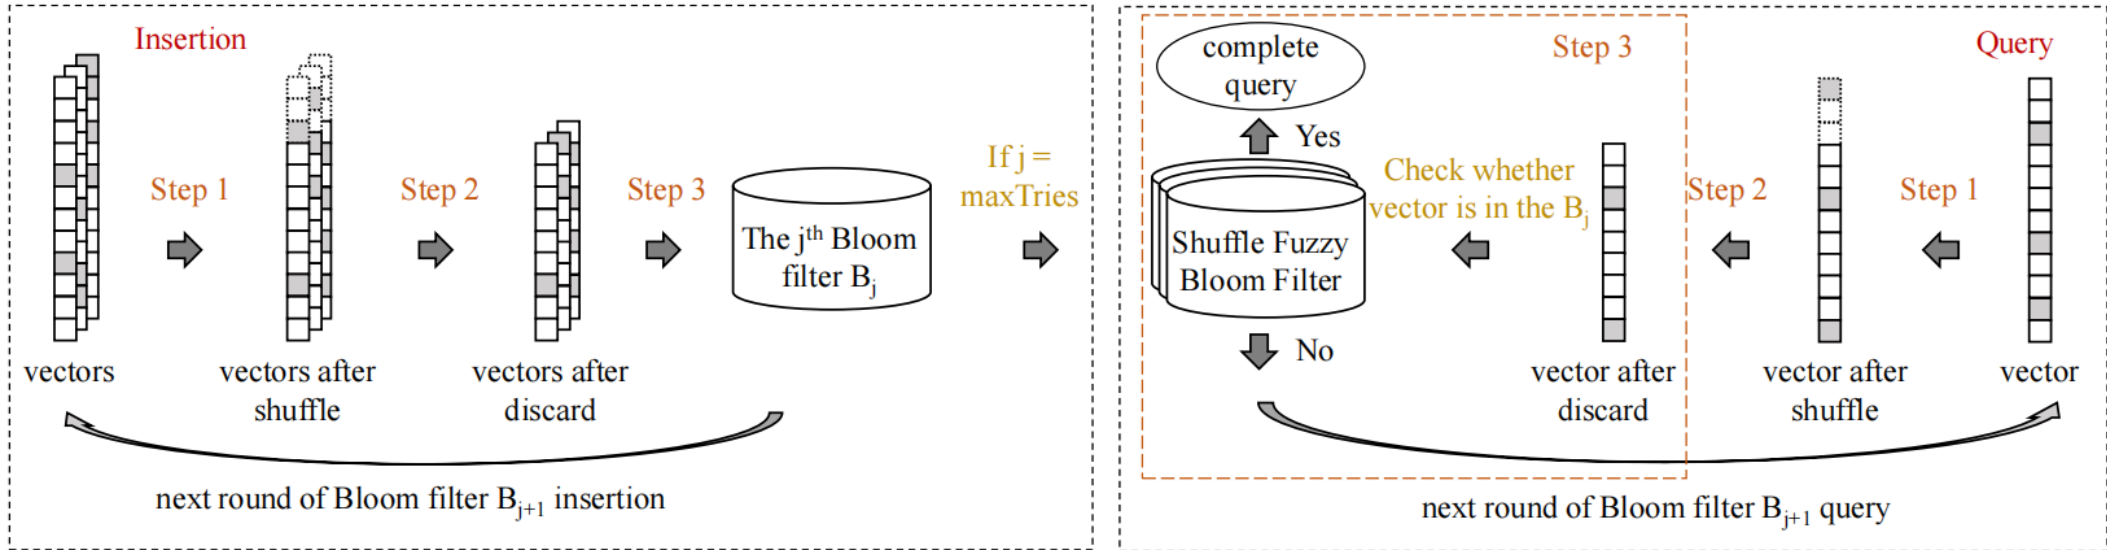 Insertion
Step 1
Step 2
Step 3
The jth Bloom
filter Bj
If j =
maxTries
vectors
vectors after
shuffle
vectors after
discard
next round of Bloom filter Bj+1 insertion
Query
Step 3
complete
query
Yes
Check whether
vector is in the Bj
Step 2
Step 1
Shuffle Fuzzy
Bloom Filter
No
vector after
discard
vector after
shuffle
vector
next round of Bloom filter Bj+1 query